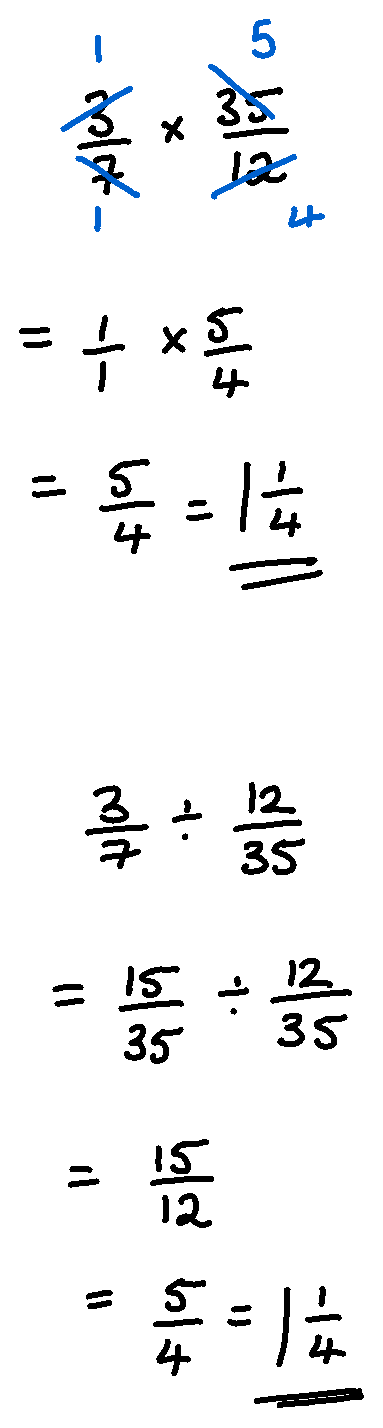 1 5
3/7 × 35/12
1 4
= 1/1 × 5/4
= 5/4 = 1 1/4
3/7 ÷ 12/35
= 15/35 ÷ 12/35
= 15/12
= 5/4 = 1 1/4